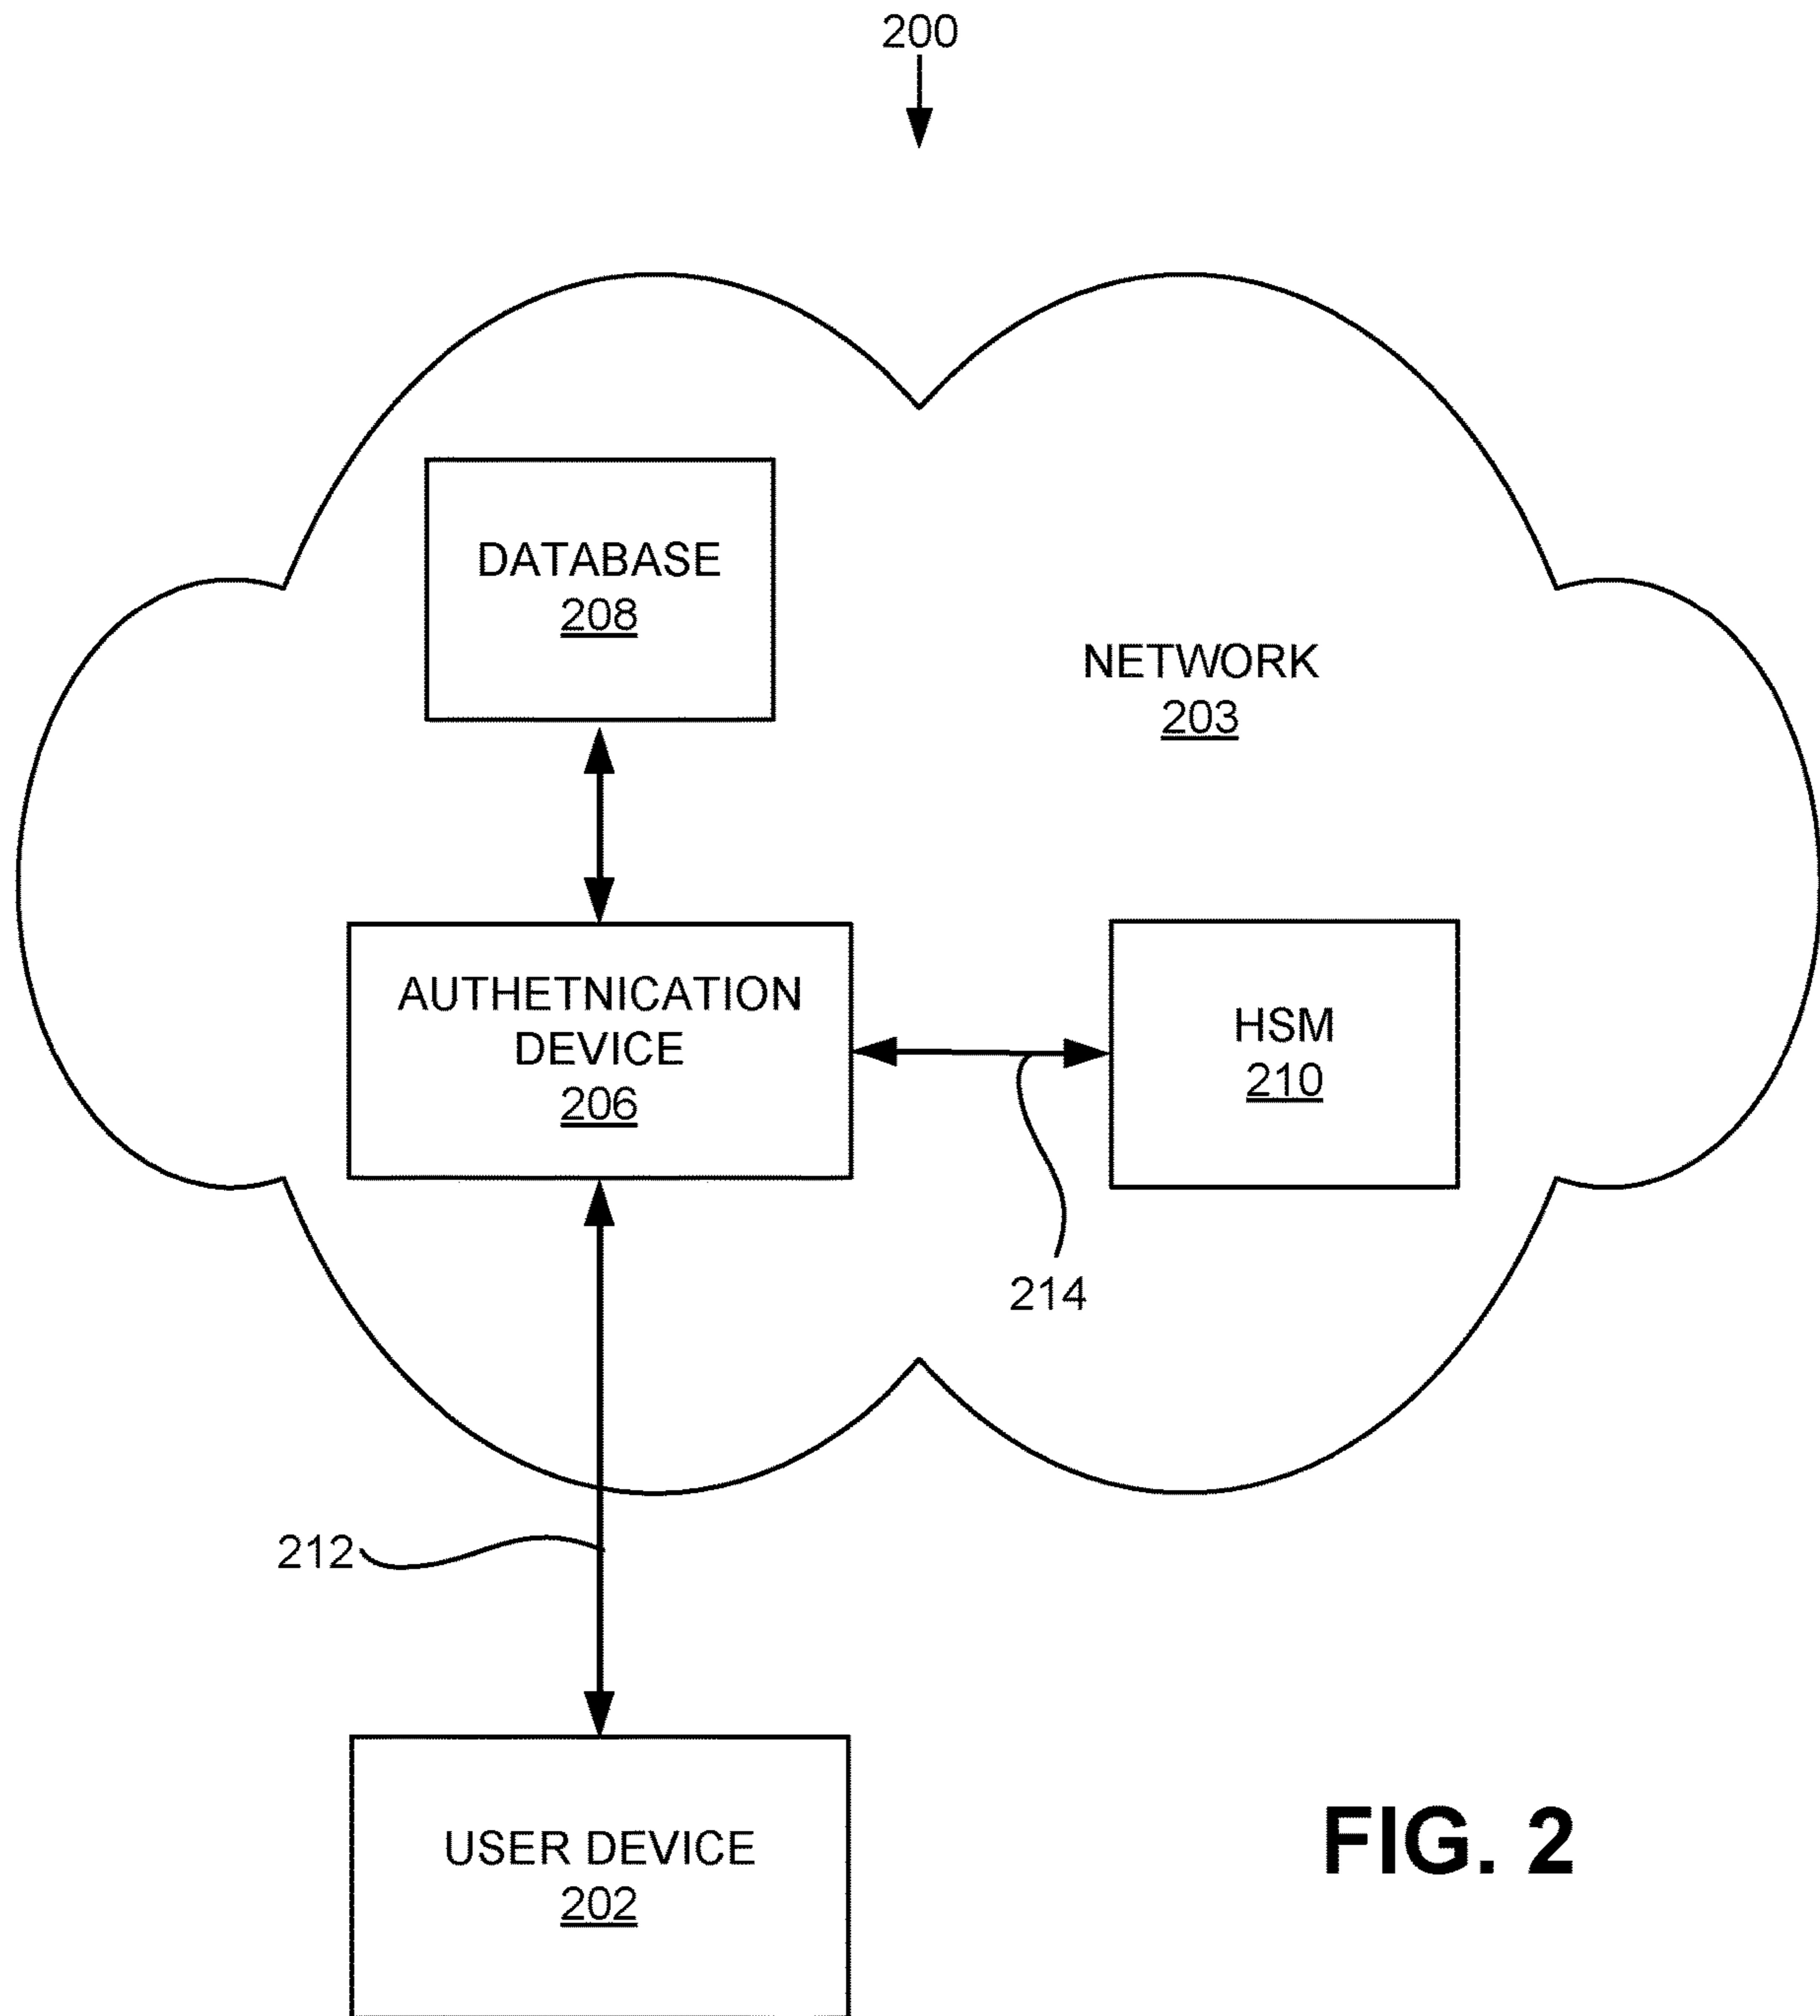 200
DATABASE
208
NETWORK
203
AUTHETNICATION
DEVICE
206
HSM
210
214
212
USER DEVICE
202
FIG. 2